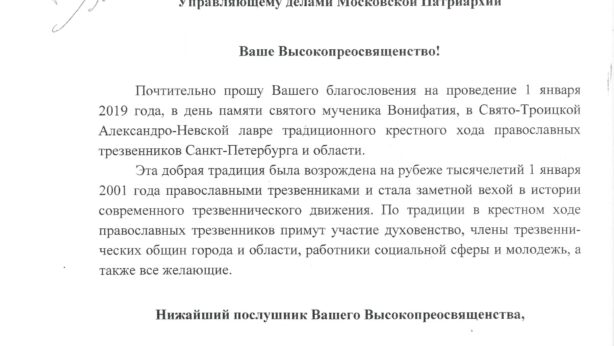 Управляющему делами Московской Патриархии
Ваше Высокопреосвященство!
Почтительно прошу Вашего благословения на проведение 1 января
2019 года, в день памяти святого мученика Вонифатия, в Свято-Троицкой
Александро-Невской лавре традиционного крестного хода православных
трезвенников Санкт-Петербурга и области.
Эта добрая традиция была возрождена на рубеже тысячелетий 1 января
2001 года православными трезвенниками и стала заметной вехой в истории
современного трезвеннического движения. По традиции в крестном ходе
православных трезвенников примут участие духовенство, члены трезвенни-
ческих общин города и области, работники социальной сферы и молодежь, а
также все желающие.
Нижайший послушник Вашего Высокопреосвященства,